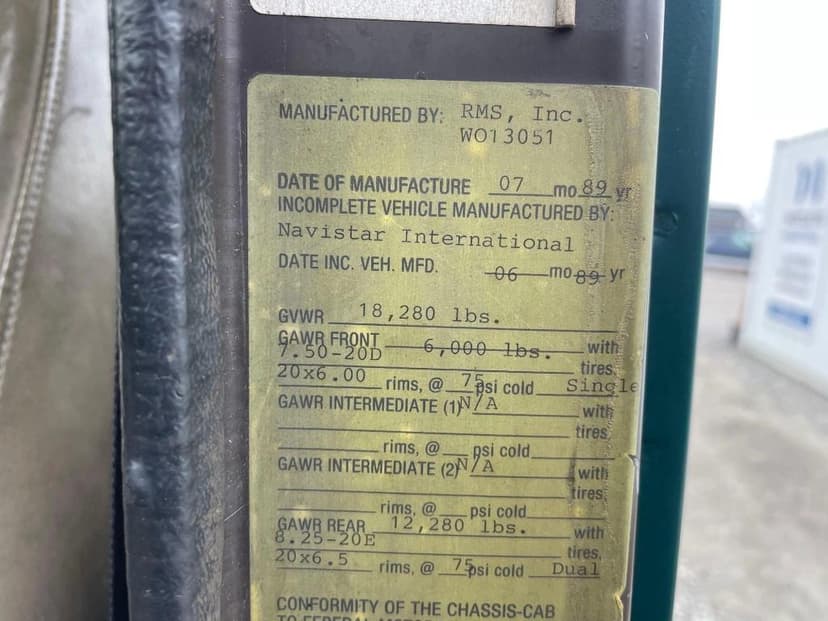 MANUFACTURED BY: RMS, Inc.
WO13051
DATE OF MANUFACTURE 07 mo 89 yr
INCOMPLETE VEHICLE MANUFACTURED BY:
Navistar International
DATE INC. VEH. MFD. 06 mo 89 yr
GVWR 18,280 lbs.
GAWR FRONT 6,000 lbs. with
7.50-20D tires,
20x6.00 rims, @ 75 psi cold Single
GAWR INTERMEDIATE (1) N/A with
tires,
rims, @ psi cold
GAWR INTERMEDIATE (2) N/A with
tires,
rims, @ psi cold
GAWR REAR 12,280 lbs. with
8.25-20E tires,
20x6.5 rims, @ 75 psi cold Dual
CONFORMITY OF THE CHASSIS-CAB
TO FEDERAL